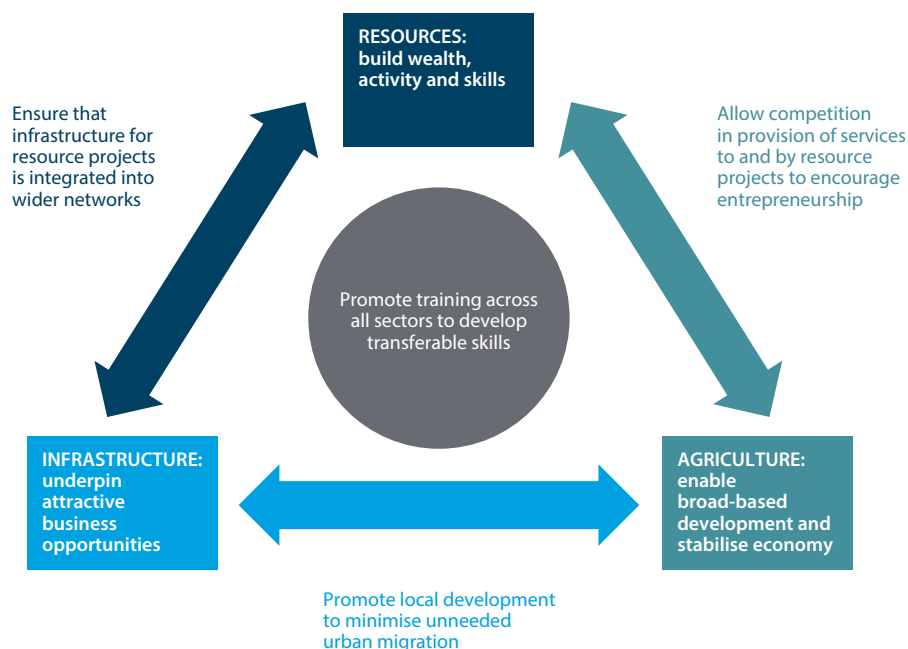 RESOURCES:
build wealth,
activity and skills
Ensure that
infrastructure for
resource projects
is integrated into
wider networks
Allow competition
in provision of services
to and by resource
projects to encourage
entrepreneurship
Promote training across
all sectors to develop
transferable skills
INFRASTRUCTURE:
underpin
attractive
business
opportunities
AGRICULTURE:
enable
broad-based
development and
stabilise economy
Promote local development
to minimise unneeded
urban migration